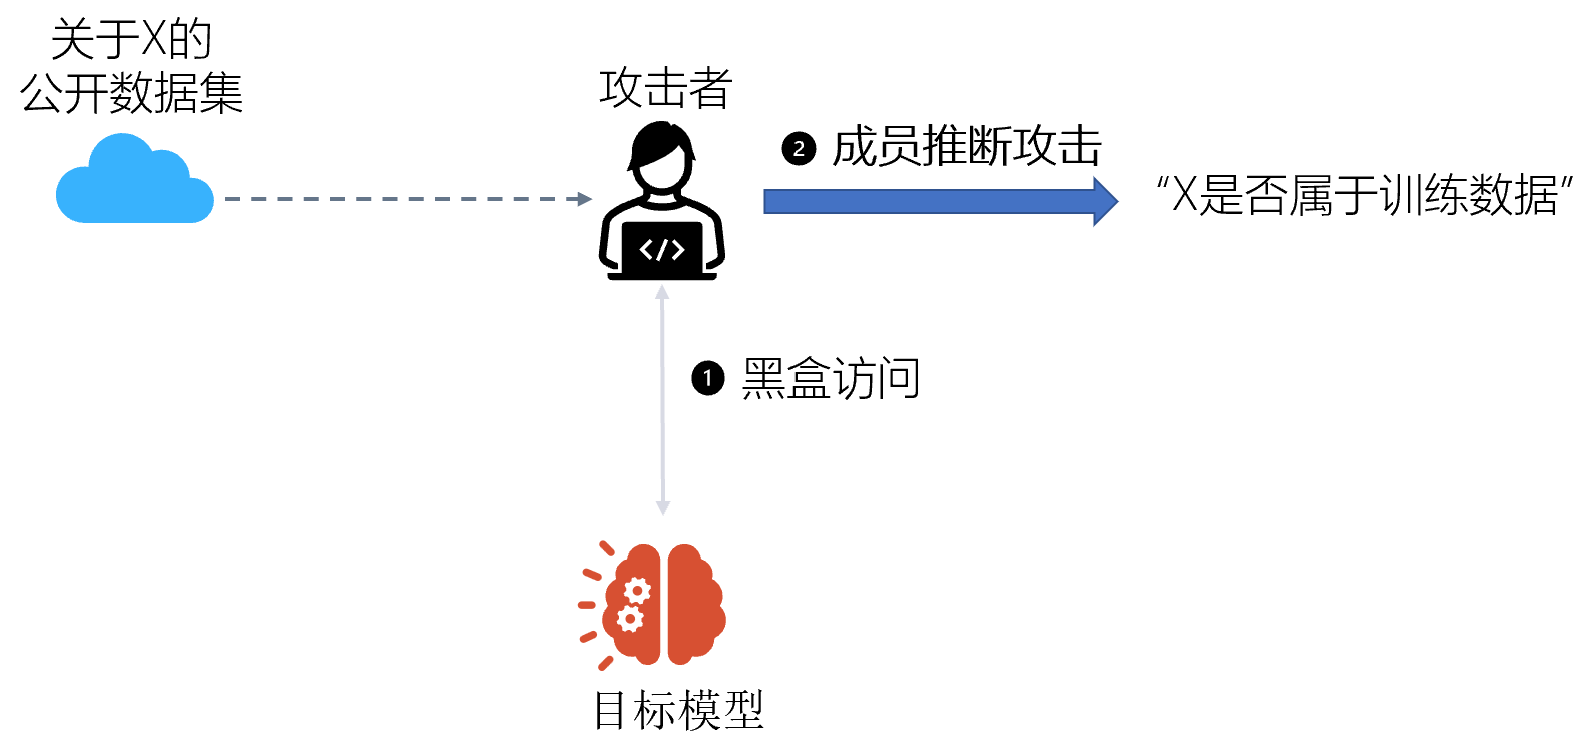 关于X的
公开数据集
攻击者
❷ 成员推断攻击
“X是否属于训练数据”
</>
❶ 黑盒访问
目标模型